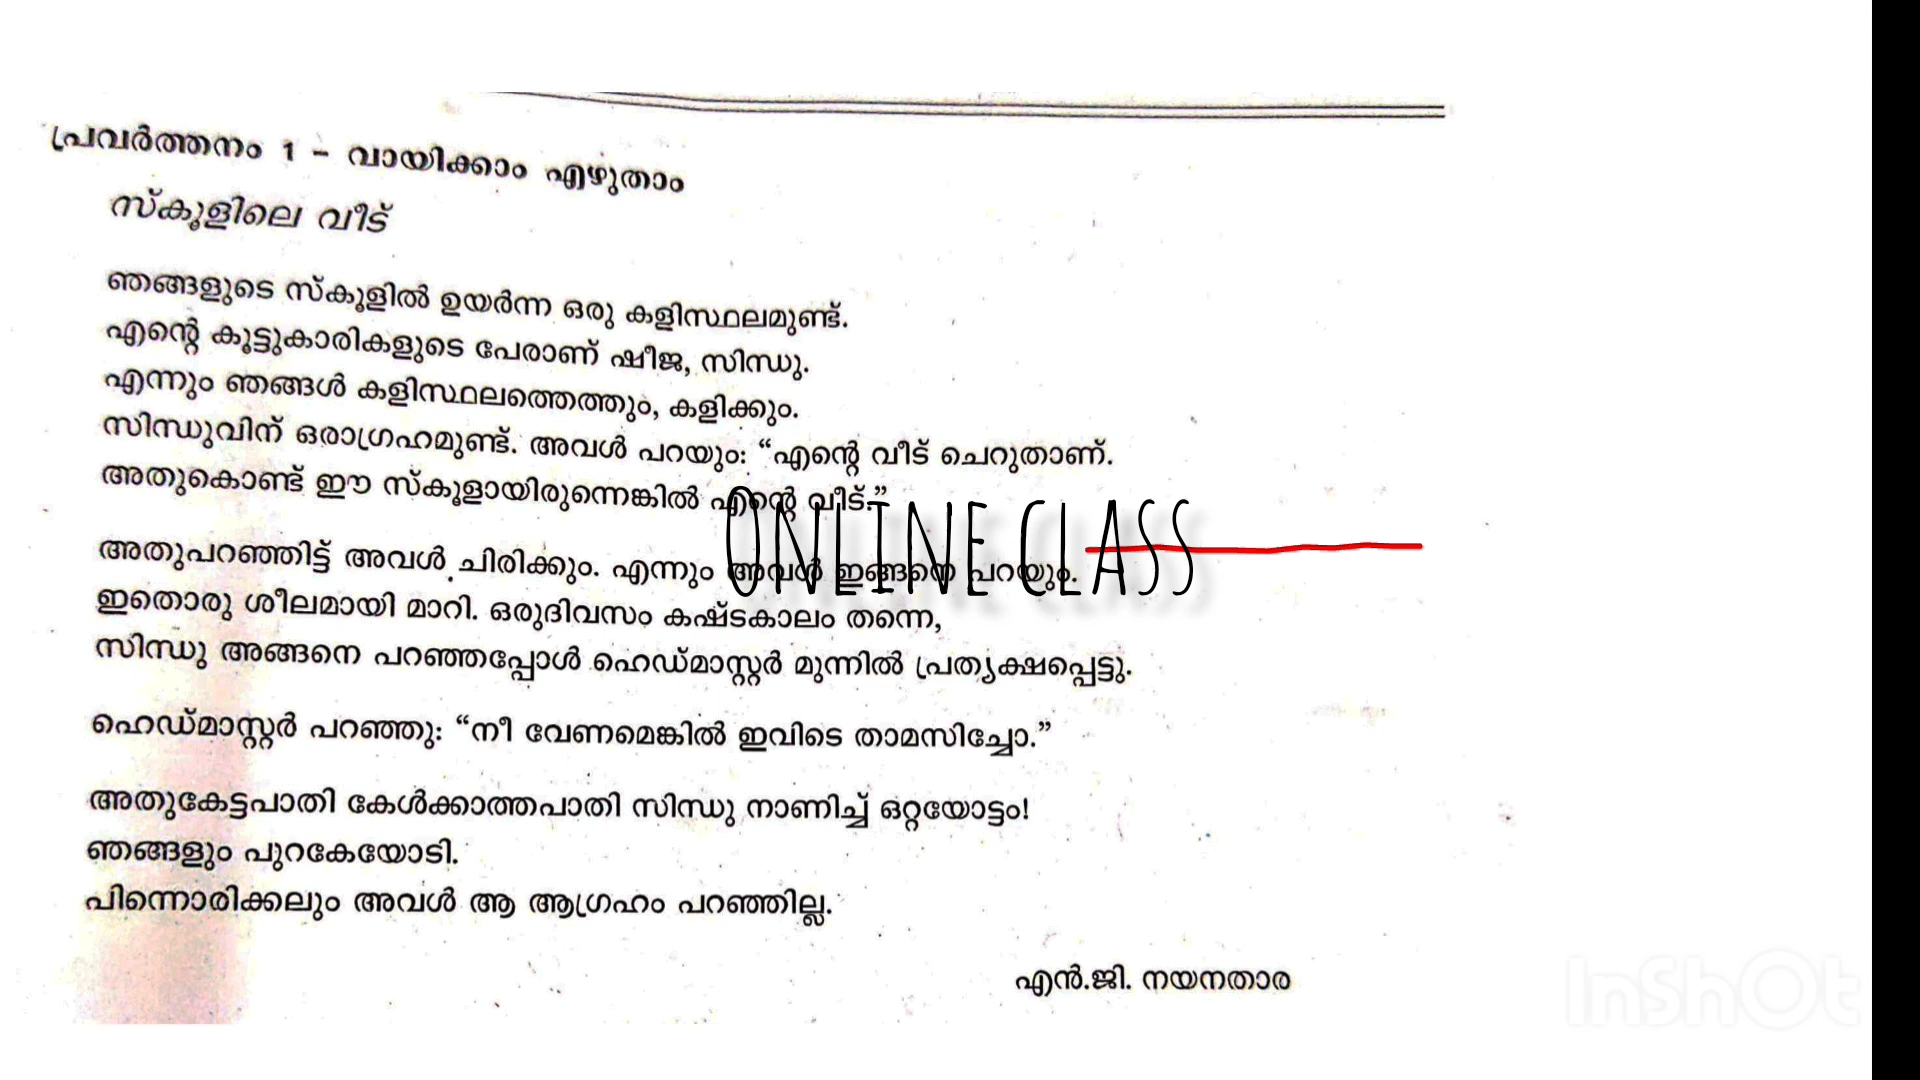 പ്രവർത്തനം 1 – വായിക്കാം എഴുതാം
സ്കൂളിലെ വീട്
ഞങ്ങളുടെ സ്കൂളിൽ ഉയർന്ന ഒരു കളിസ്ഥലമുണ്ട്.
എന്റെ കൂട്ടുകാരികളുടെ പേരാണ് ഷീജ, സിന്ധു.
എന്നും ഞങ്ങൾ കളിസ്ഥലത്തെത്തും, കളിക്കും.
സിന്ധുവിന് ഒരാഗ്രഹമുണ്ട്. അവൾ പറയും: “എന്റെ വീട് ചെറുതാണ്.
അതുകൊണ്ട് ഈ സ്കൂളായിരുന്നെങ്കിൽ എന്റെ വീട്.”
ONLINE CLASS
അതുപറഞ്ഞിട്ട് അവൾ ചിരിക്കും. എന്നും അവൾ ഇങ്ങനെ പറയും.
ഇതൊരു ശീലമായി മാറി. ഒരുദിവസം കഷ്ടകാലം തന്നെ,
സിന്ധു അങ്ങനെ പറഞ്ഞപ്പോൾ ഹെഡ്മാസ്റ്റർ മുന്നിൽ പ്രത്യക്ഷപ്പെട്ടു.
ഹെഡ്മാസ്റ്റർ പറഞ്ഞു: “നീ വേണമെങ്കിൽ ഇവിടെ താമസിച്ചോ.”
അതുകേട്ടപാതി കേൾക്കാത്തപാതി സിന്ധു നാണിച്ച് ഒറ്റയോട്ടം!
ഞങ്ങളും പുറകേയോടി.
പിന്നൊരിക്കലും അവൾ ആ ആഗ്രഹം പറഞ്ഞില്ല.
എൻ.ജി. നയനതാര
InShOt